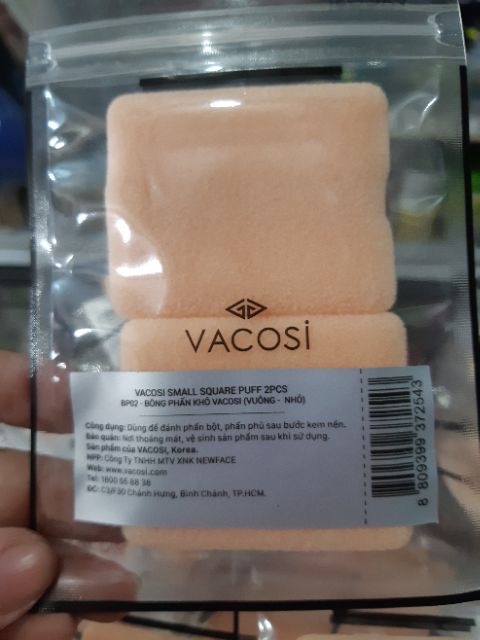 VACOSI
VACOSI SMALL SQUARE PUFF 2PCS
BP02 - BÔNG PHẤN KHÔ VACOSI (VUÔNG - NHỎ)
Công dụng: Dùng để đánh phấn bột, phấn phủ sau bước kem nền.
Bảo quản: Nơi thoáng mát, vệ sinh sản phẩm sau khi sử dụng.
Sản phẩm của VACOSI, Korea.
NPP: Công Ty TNHH MTV XNK NEWFACE
Web: www.vacosi.com
Tel: 1800 55 88 38
ĐC: C3/F30 Chánh Hưng, Bình Chánh, TP.HCM.
8 809399 372543